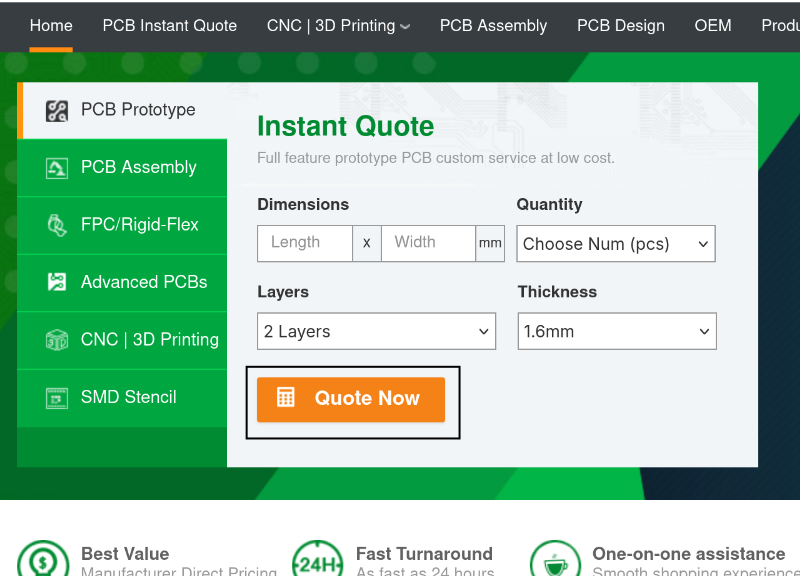 Home PCB Instant Quote CNC | 3D Printing PCB Assembly PCB Design OEM Produ
PCB Prototype
PCB Assembly
FPC/Rigid-Flex
Advanced PCBs
CNC | 3D Printing
3D
SMD Stencil
Instant Quote
Full feature prototype PCB custom service at low cost.
Dimensions Quantity
Length x Width mm Choose Num (pcs)
Layers Thickness
2 Layers 1.6mm
Quote Now
Best Value
Manufacturer Direct Pricing
$
24H
Fast Turnaround
As fast as 24 hours
One-on-one assistance
Smooth shopping experience